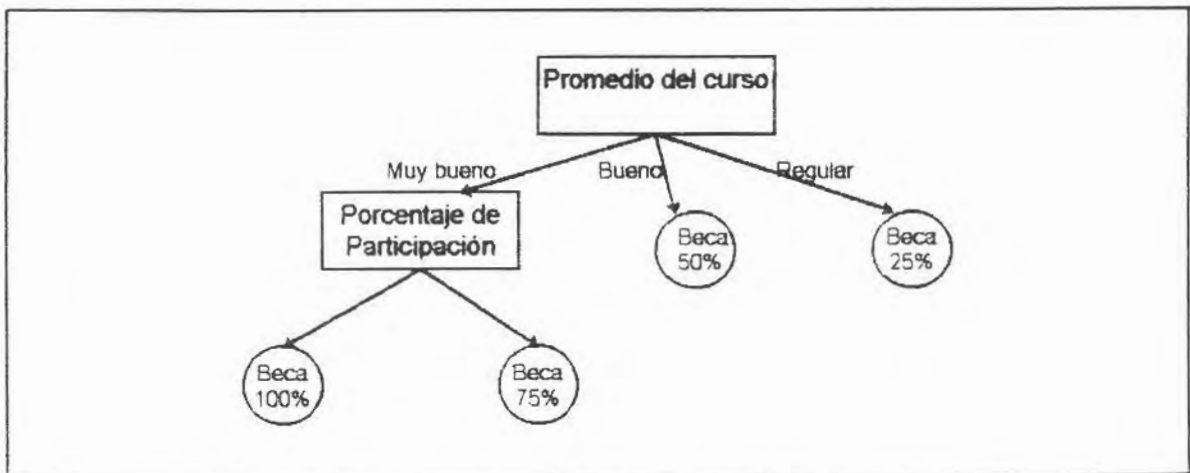 Promedio del curso
Muy bueno
Bueno
Regular
Porcentaje de
Participación
Beca
50%
Beca
25%
Beca
100%
Beca
75%